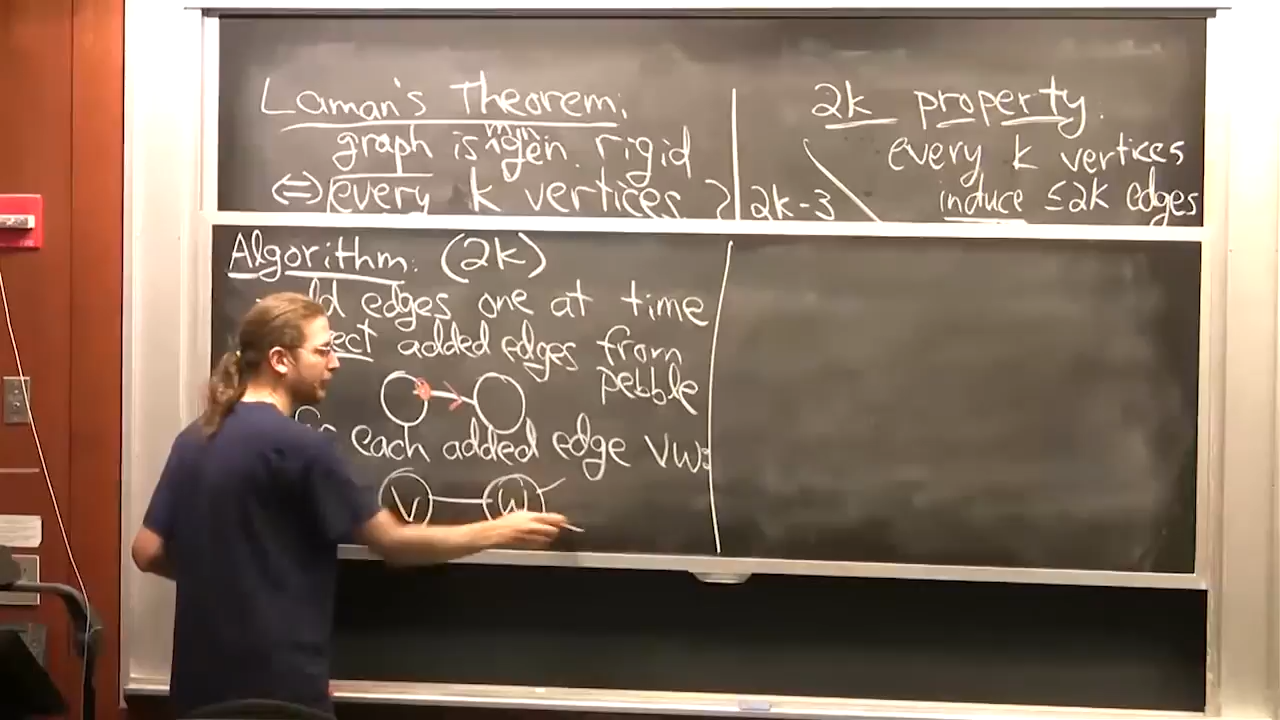 Laman's Theorem:
graph is min gen. rigid
⇔ every k vertices
2k-3
2k property:
every k vertices
induce ≤2k edges
Algorithm: (2k)
edges one at time
added edges from
pebble
each added edge vw:
v w